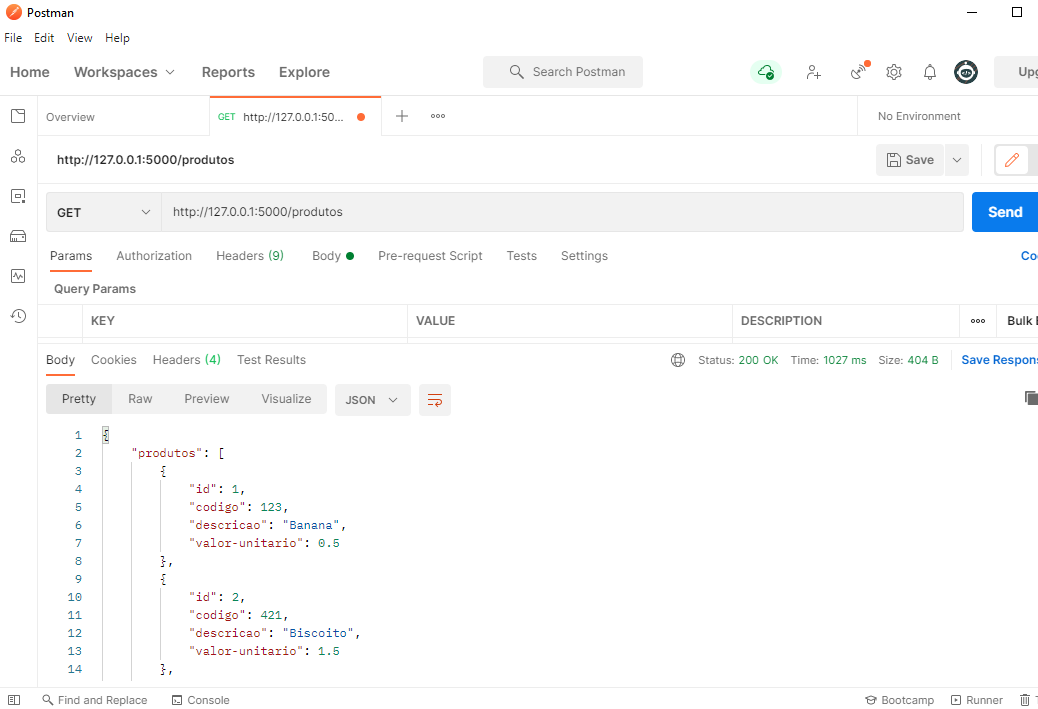 Postman
File Edit View Help
Home Workspaces Reports Explore Search Postman Upg
Overview GET http://127.0.0.1:50... No Environment
http://127.0.0.1:5000/produtos Save
GET http://127.0.0.1:5000/produtos Send
Params Authorization Headers (9) Body Pre-request Script Tests Settings Coo
Query Params
KEY VALUE DESCRIPTION Bulk E
Body Cookies Headers (4) Test Results Status: 200 OK Time: 1027 ms Size: 404 B Save Respons
Pretty Raw Preview Visualize JSON
1 {
2 "produtos": [
3 {
4 "id": 1,
5 "codigo": 123,
6 "descricao": "Banana",
7 "valor-unitario": 0.5
8 },
9 {
10 "id": 2,
11 "codigo": 421,
12 "descricao": "Biscoito",
13 "valor-unitario": 1.5
14 },
Find and Replace Console Bootcamp Runner